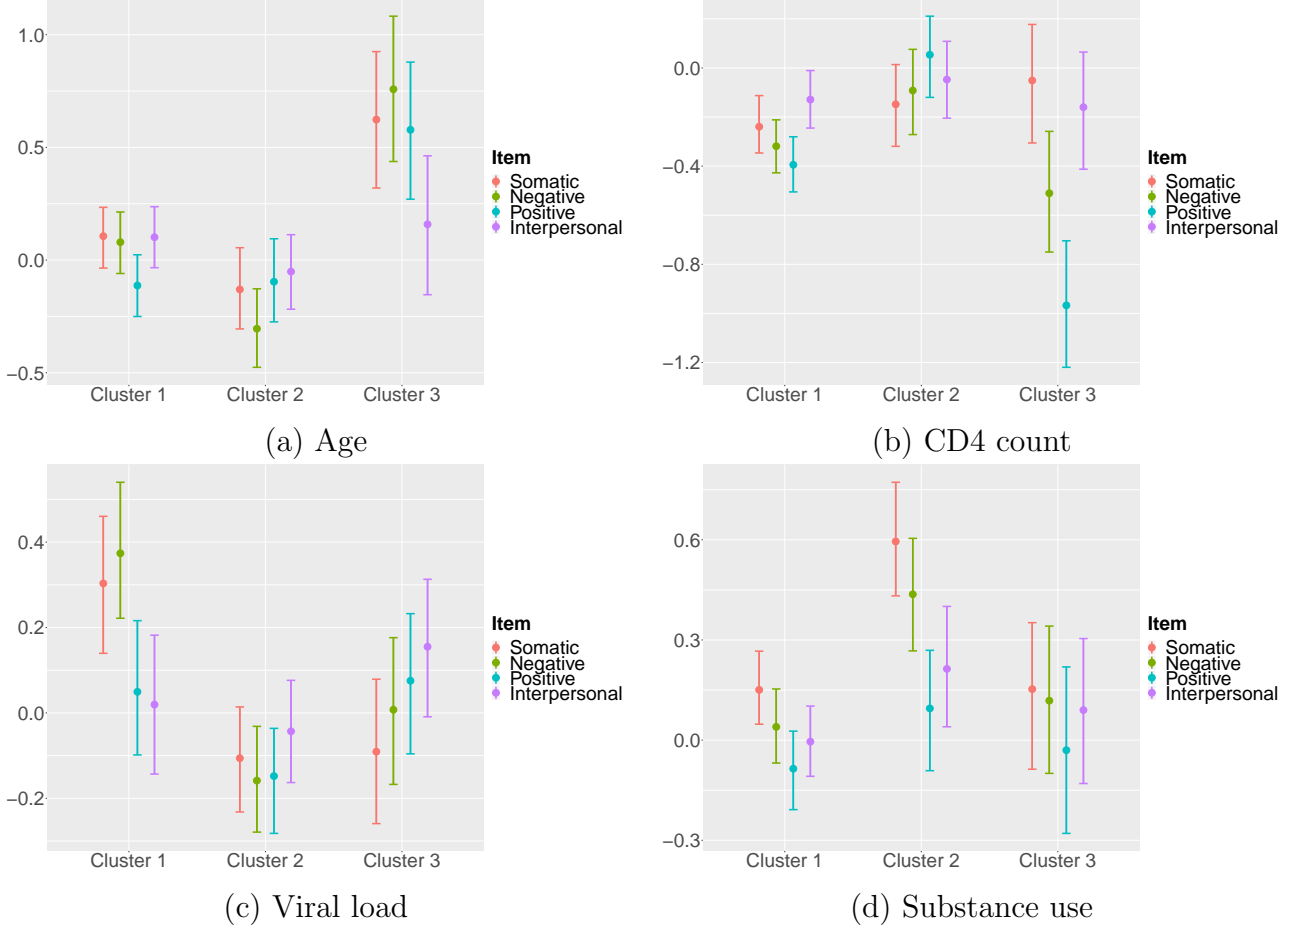 1.0
0.5
0.0
−0.5
Cluster 1 Cluster 2 Cluster 3
Item
Somatic
Negative
Positive
Interpersonal
(a) Age
0.0
−0.4
−0.8
−1.2
Cluster 1 Cluster 2 Cluster 3
Item
Somatic
Negative
Positive
Interpersonal
(b) CD4 count
0.4
0.2
0.0
−0.2
Cluster 1 Cluster 2 Cluster 3
Item
Somatic
Negative
Positive
Interpersonal
(c) Viral load
0.6
0.3
0.0
−0.3
Cluster 1 Cluster 2 Cluster 3
Item
Somatic
Negative
Positive
Interpersonal
(d) Substance use